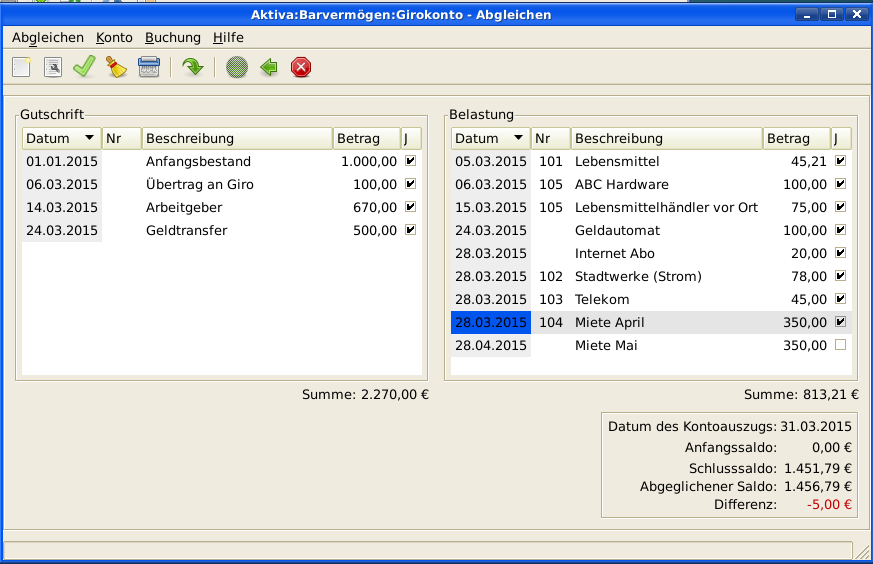 Aktiva:Barvermögen:Girokonto - Abgleichen
Abgleichen Konto Buchung Hilfe
Gutschrift
Datum Nr Beschreibung Betrag J
01.01.2015 Anfangsbestand 1.000,00
06.03.2015 Übertrag an Giro 100,00
14.03.2015 Arbeitgeber 670,00
24.03.2015 Geldtransfer 500,00
Summe: 2.270,00 €
Belastung
Datum Nr Beschreibung Betrag J
05.03.2015 101 Lebensmittel 45,21
06.03.2015 105 ABC Hardware 100,00
15.03.2015 105 Lebensmittelhändler vor Ort 75,00
24.03.2015 Geldautomat 100,00
28.03.2015 Internet Abo 20,00
28.03.2015 102 Stadtwerke (Strom) 78,00
28.03.2015 103 Telekom 45,00
28.03.2015 104 Miete April 350,00
28.04.2015 Miete Mai 350,00
Summe: 813,21 €
Datum des Kontoauszugs: 31.03.2015
Anfangssaldo: 0,00 €
Schlusssaldo: 1.451,79 €
Abgeglichener Saldo: 1.456,79 €
Differenz: -5,00 €